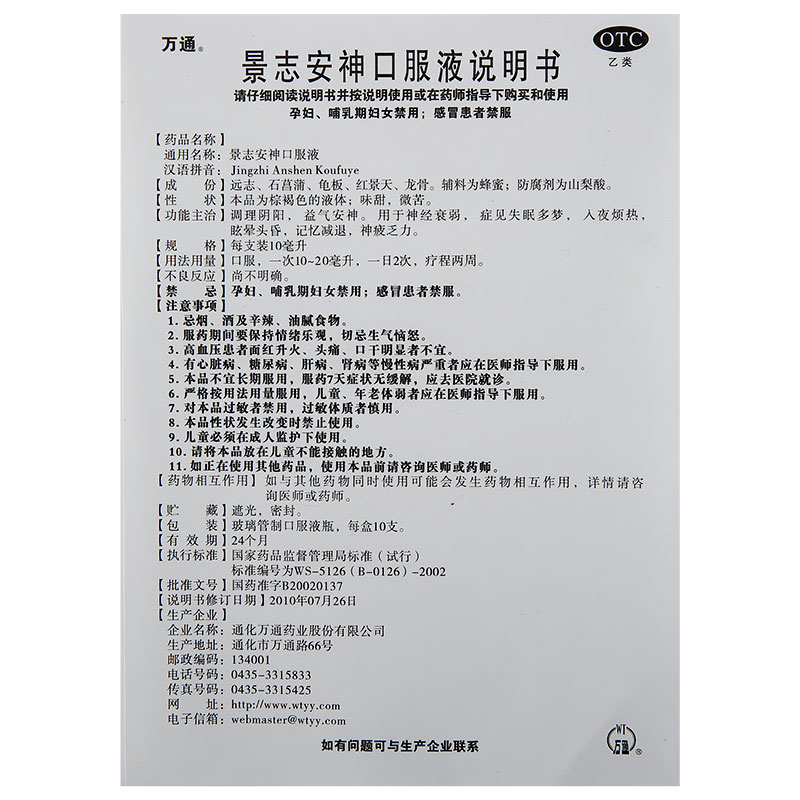 万通®
OTC
乙类
景志安神口服液说明书
请仔细阅读说明书并按说明使用或在药师指导下购买和使用
孕妇、哺乳期妇女禁用；感冒患者禁服
【药品名称】
通用名称：景志安神口服液
汉语拼音：Jingzhi Anshen Koufuye
【成　份】远志、石菖蒲、龟板、红景天、龙骨。辅料为蜂蜜；防腐剂为山梨酸。
【性　状】本品为棕褐色的液体；味甜，微苦。
【功能主治】调理阴阳，益气安神。用于神经衰弱，症见失眠多梦，入夜烦热，
眩晕头昏，记忆减退，神疲乏力。
【规　格】每支装10毫升
【用法用量】口服，一次10~20毫升，一日2次，疗程两周。
【不良反应】尚不明确。
【禁　忌】孕妇、哺乳期妇女禁用；感冒患者禁服。
【注意事项】
1. 忌烟、酒及辛辣、油腻食物。
2. 服药期间要保持情绪乐观，切忌生气恼怒。
3. 高血压患者面红升火、头痛、口干明显者不宜。
4. 有心脏病、糖尿病、肝病、肾病等慢性病严重者应在医师指导下服用。
5. 本品不宜长期服用，服药7天症状无缓解，应去医院就诊。
6. 严格按用法用量服用，儿童、年老体弱者应在医师指导下服用。
7. 对本品过敏者禁用，过敏体质者慎用。
8. 本品性状发生改变时禁止使用。
9. 儿童必须在成人监护下使用。
10. 请将本品放在儿童不能接触的地方。
11. 如正在使用其他药品，使用本品前请咨询医师或药师。
【药物相互作用】如与其他药物同时使用可能会发生药物相互作用，详情请咨
询医师或药师。
【贮　藏】遮光，密封。
【包　装】玻璃管制口服液瓶，每盒10支。
【有 效 期】24个月
【执行标准】国家药品监督管理局标准（试行）
标准编号为WS-5126（B-0126）-2002
【批准文号】国药准字B20020137
【说明书修订日期】2010年07月26日
【生产企业】
企业名称：通化万通药业股份有限公司
生产地址：通化市万通路66号
邮政编码：134001
电话号码：0435-3315833
传真号码：0435-3315425
网　址：http://www.wtyy.com
电子信箱：webmaster@wtyy.com
如有问题可与生产企业联系
WT
万通®